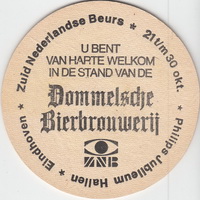 Zuid Nederlandse Beurs * 21 t/m 30 okt. *
Philips Jubileum Hallen * Eindhoven *
U BENT
VAN HARTE WELKOM
IN DE STAND VAN DE
Dommelsche
Bierbrouwerij
ZNB